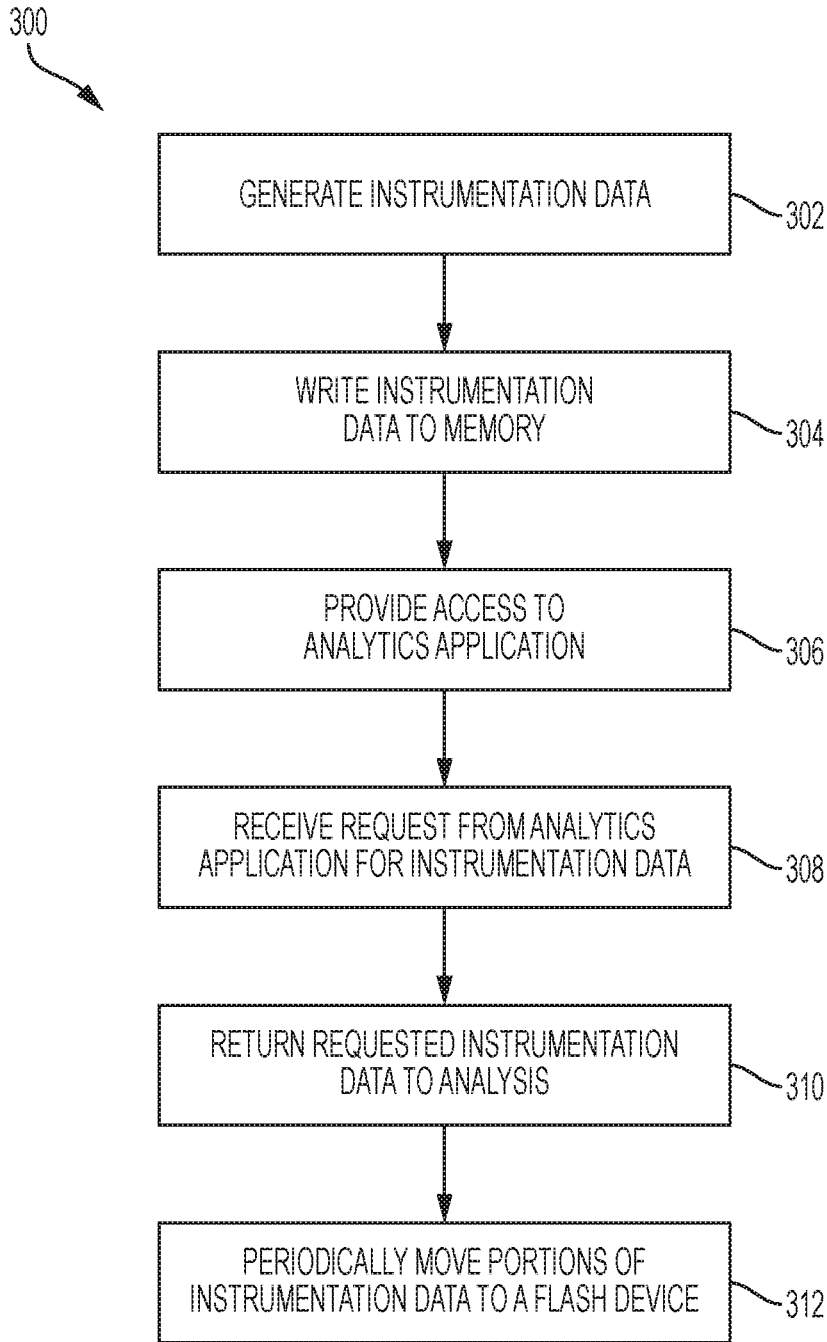 300
GENERATE INSTRUMENTATION DATA
302
WRITE INSTRUMENTATION
DATA TO MEMORY
304
PROVIDE ACCESS TO
ANALYTICS APPLICATION
306
RECEIVE REQUEST FROM ANALYTICS
APPLICATION FOR INSTRUMENTATION DATA
308
RETURN REQUESTED INSTRUMENTATION
DATA TO ANALYSIS
310
PERIODICALLY MOVE PORTIONS OF
INSTRUMENTATION DATA TO A FLASH DEVICE
312